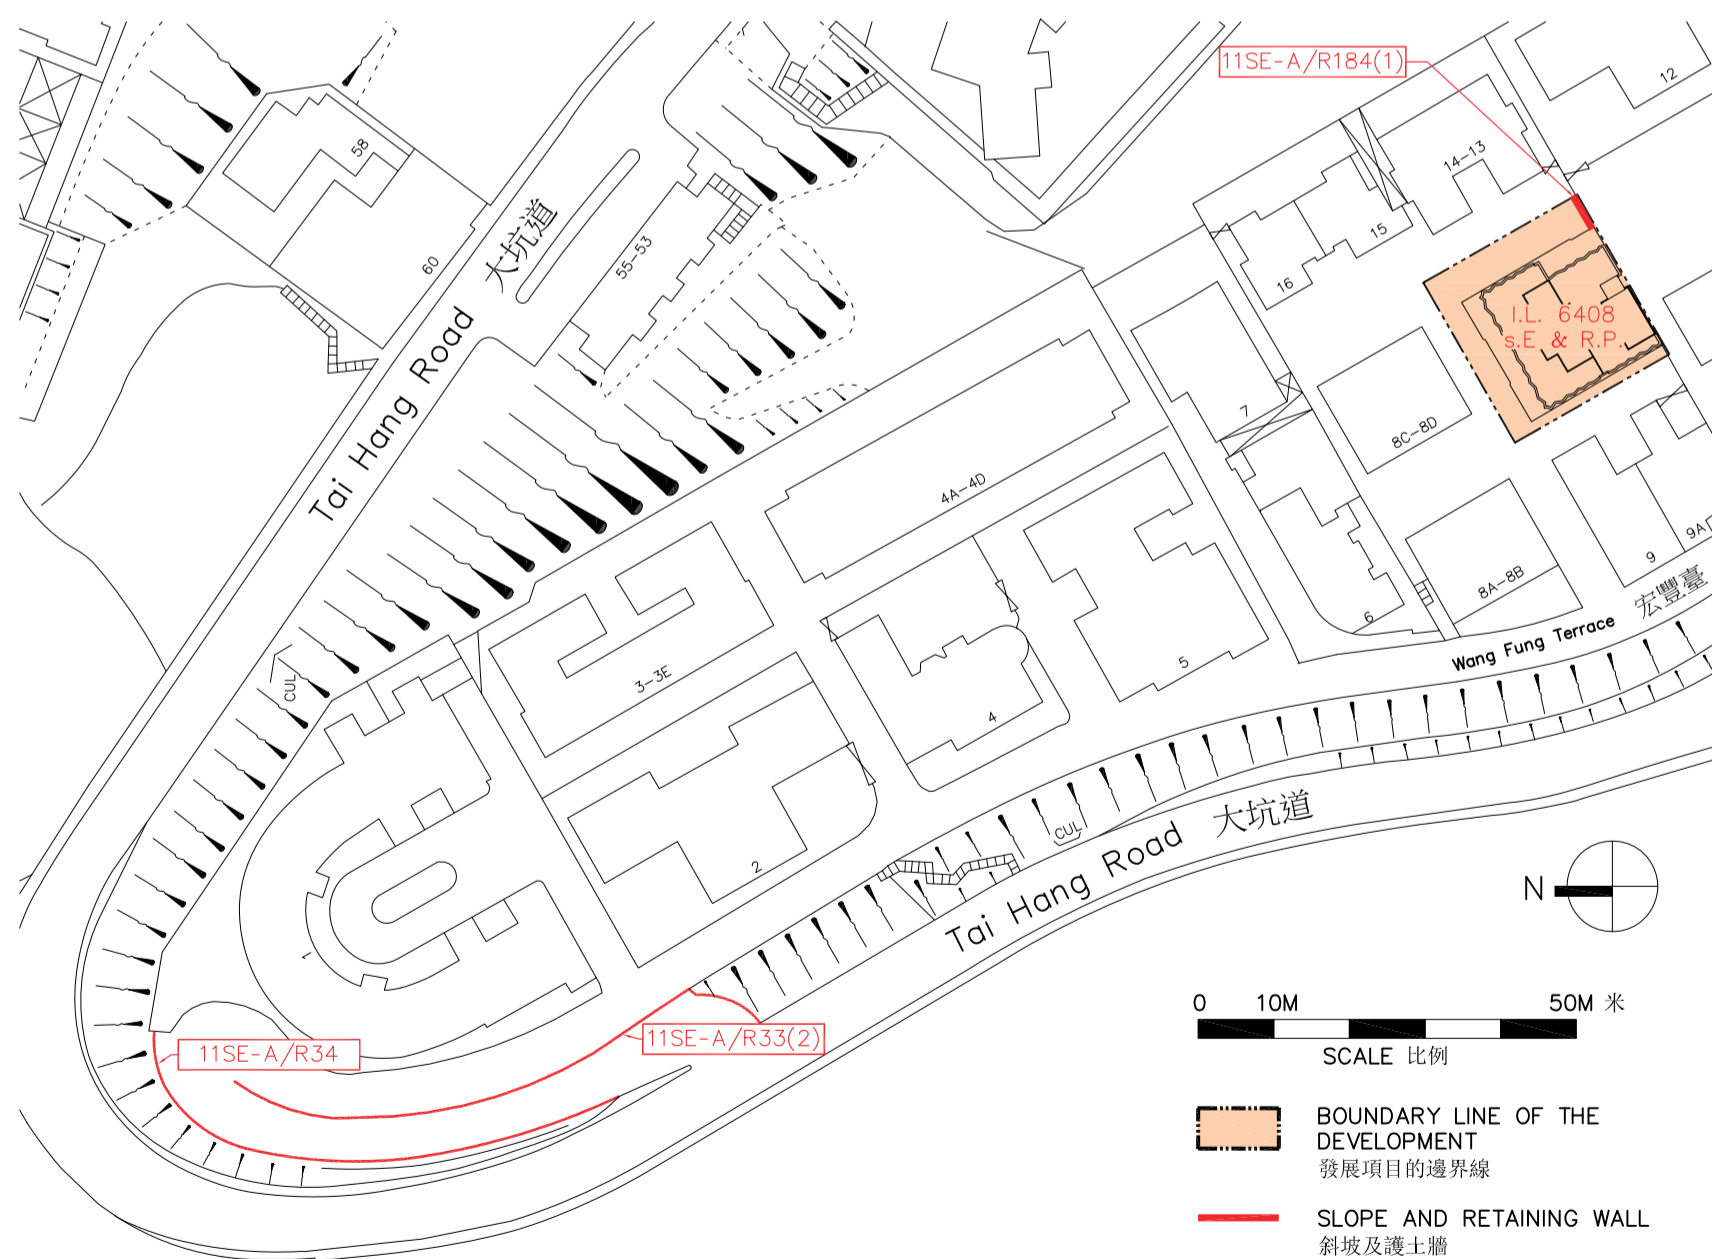 11SE-A/R184(1)
12
14-13
58
15
60
大坑道
55-53
16
I.L. 6408
s.E & R.P.
Tai Hang Road
7
8C-8D
4A-4D
9A
9
8A-8B
宏豐臺
6
Wang Fung Terrace
5
3-3E
CUL
4
大坑道
CUL
Tai Hang Road
2
1
N
0 10M 50M 米
SCALE 比例
11SE-A/R33(2)
11SE-A/R34
BOUNDARY LINE OF THE
DEVELOPMENT
發展項目的邊界線
SLOPE AND RETAINING WALL
斜坡及護土牆